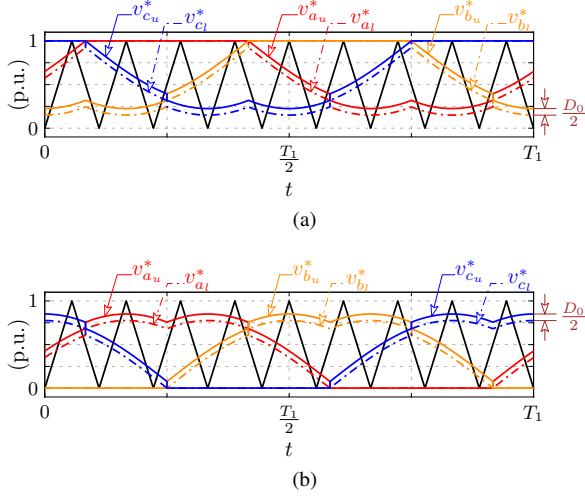 v*_{c_u} v*_{c_l} v*_{a_u} v*_{a_l} v*_{b_u} v*_{b_l}
1
(p.u.)
0
D_0/2
0 T_1/2 T_1
t
(a)
v*_{a_u} v*_{a_l} v*_{b_u} v*_{b_l} v*_{c_u} v*_{c_l}
1
(p.u.)
0
D_0/2
0 T_1/2 T_1
t
(b)